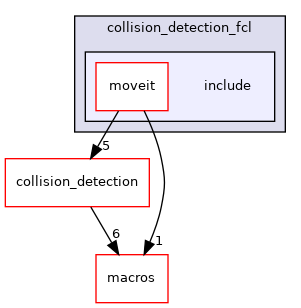 collision_detection_fcl
moveit
include
5
collision_detection
6
1
macros